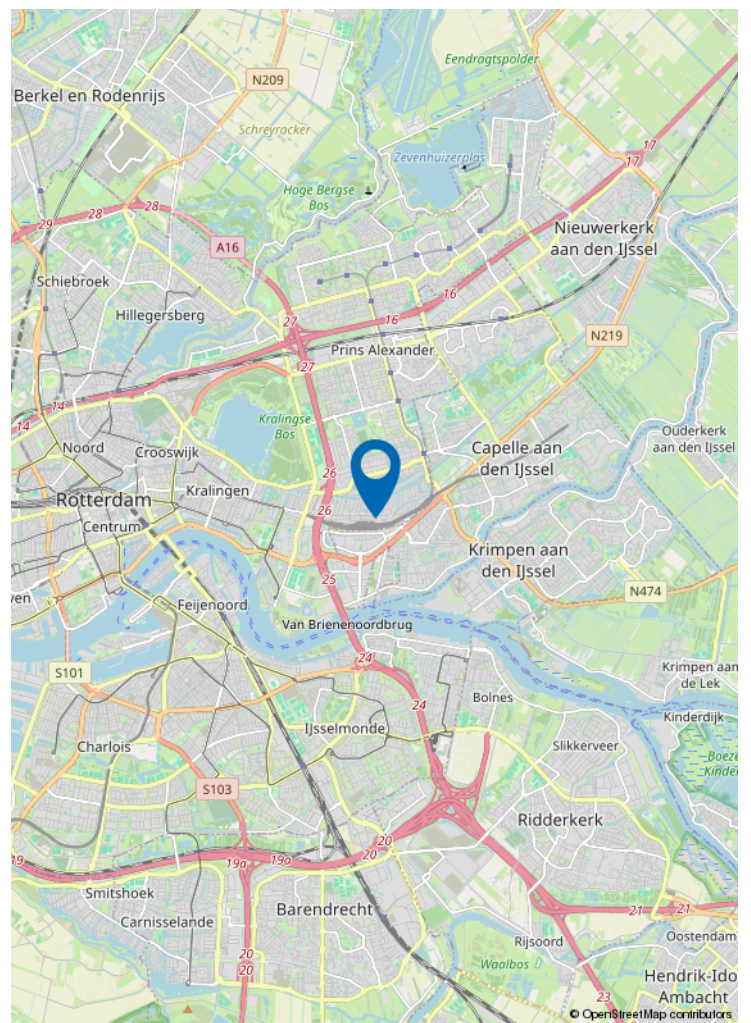 Eendragtspolder
N209
Berkel en Rodenrijs
Schreyracker
17
Zevenhuizerplas
17
Hoge Bergse
Bos
28
28
29
Nieuwerkerk
aan den IJssel
A16
Schiebroek
16
Hillegersberg
27
16
N219
Prins Alexander
27
14
14
Kralingse
Bos
Ouderkerk
aan den IJssel
Noord
Crooswijk
Capelle aan
den IJssel
26
Kralingen
Rotterdam
26
Centrum
Krimpen aan
den IJssel
25
ven
N474
Feijenoord
Van Brienenoordbrug
24
Krimpen aan
de Lek
S101
24
Bolnes
Kinderdijk
IJsselmonde
Charlois
Slikkerveer
Boeze
Kinder
S103
Ridderkerk
20
19
19a
19a
20
Smitshoek
Barendrecht
21
21
Carnisselande
Oostendam
Rijsoord
20
20
Waalbos
Hendrik-Ido
Ambacht
23
© OpenStreetMap contributors